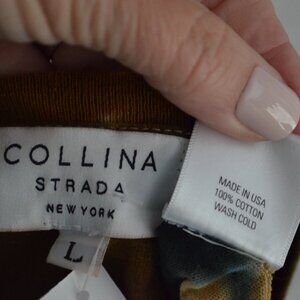 COLLINA
STRADA
NEW YORK
L
MADE IN USA
100% COTTON
WASH COLD